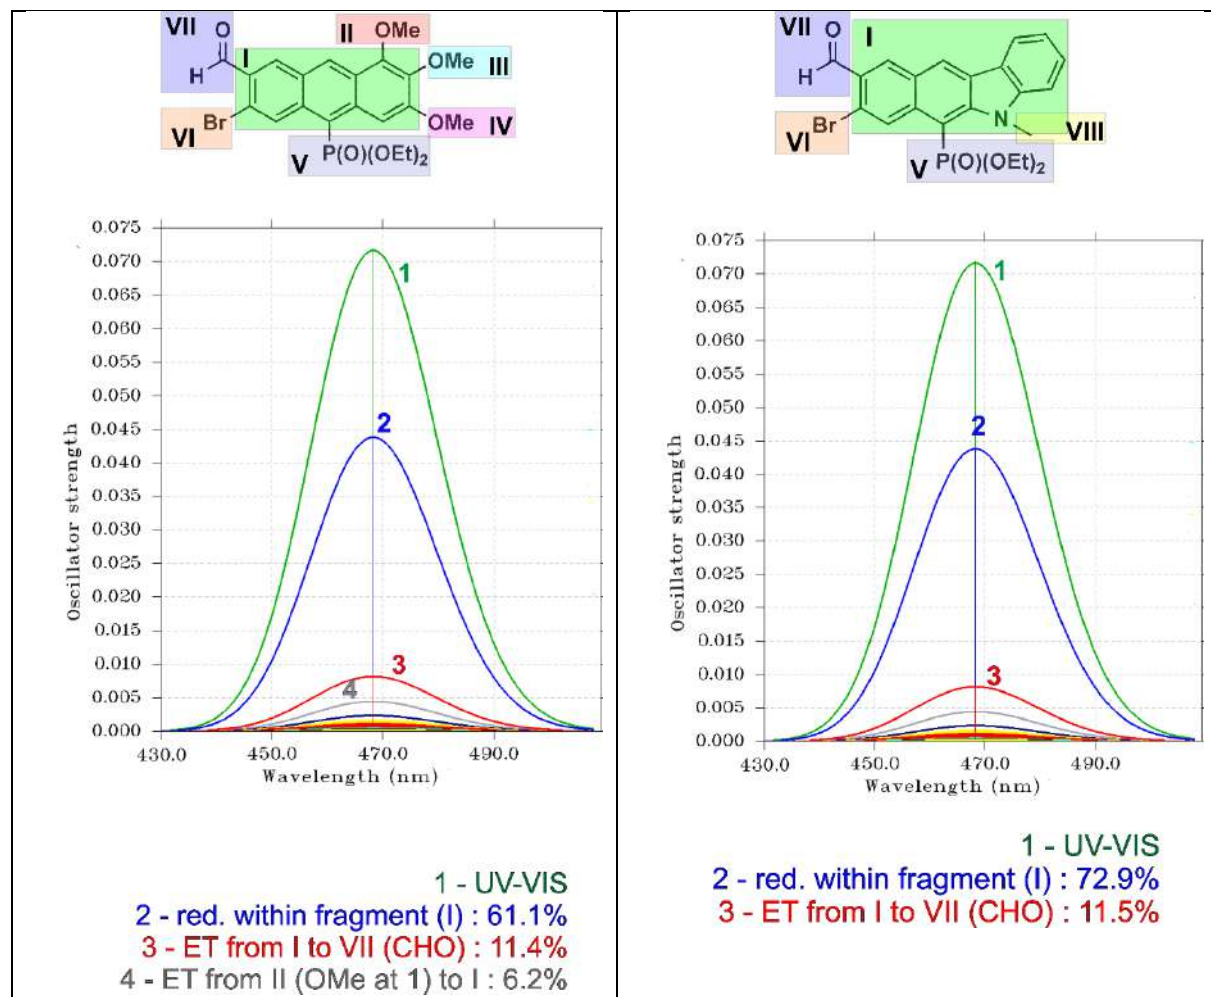 VII
O
H
I
II
OMe
OMe
III
VI
Br
OMe
IV
V
P(O)(OEt)2
0.075
0.070
0.065
0.060
0.055
0.050
0.045
0.040
0.035
0.030
0.025
0.020
0.015
0.010
0.005
0.000
Oscillator strength
1
2
3
4
430.0
450.0
470.0
490.0
Wavelength (nm)
1 - UV-VIS
2 - red. within fragment (I) : 61.1%
3 - ET from I to VII (CHO) : 11.4%
4 - ET from II (OMe at 1) to I : 6.2%
VII
O
H
I
VI
Br
N
VIII
V
P(O)(OEt)2
0.075
0.070
0.065
0.060
0.055
0.050
0.045
0.040
0.035
0.030
0.025
0.020
0.015
0.010
0.005
0.000
Oscillator strength
1
2
3
430.0
450.0
470.0
490.0
Wavelength (nm)
1 - UV-VIS
2 - red. within fragment (I) : 72.9%
3 - ET from I to VII (CHO) : 11.5%